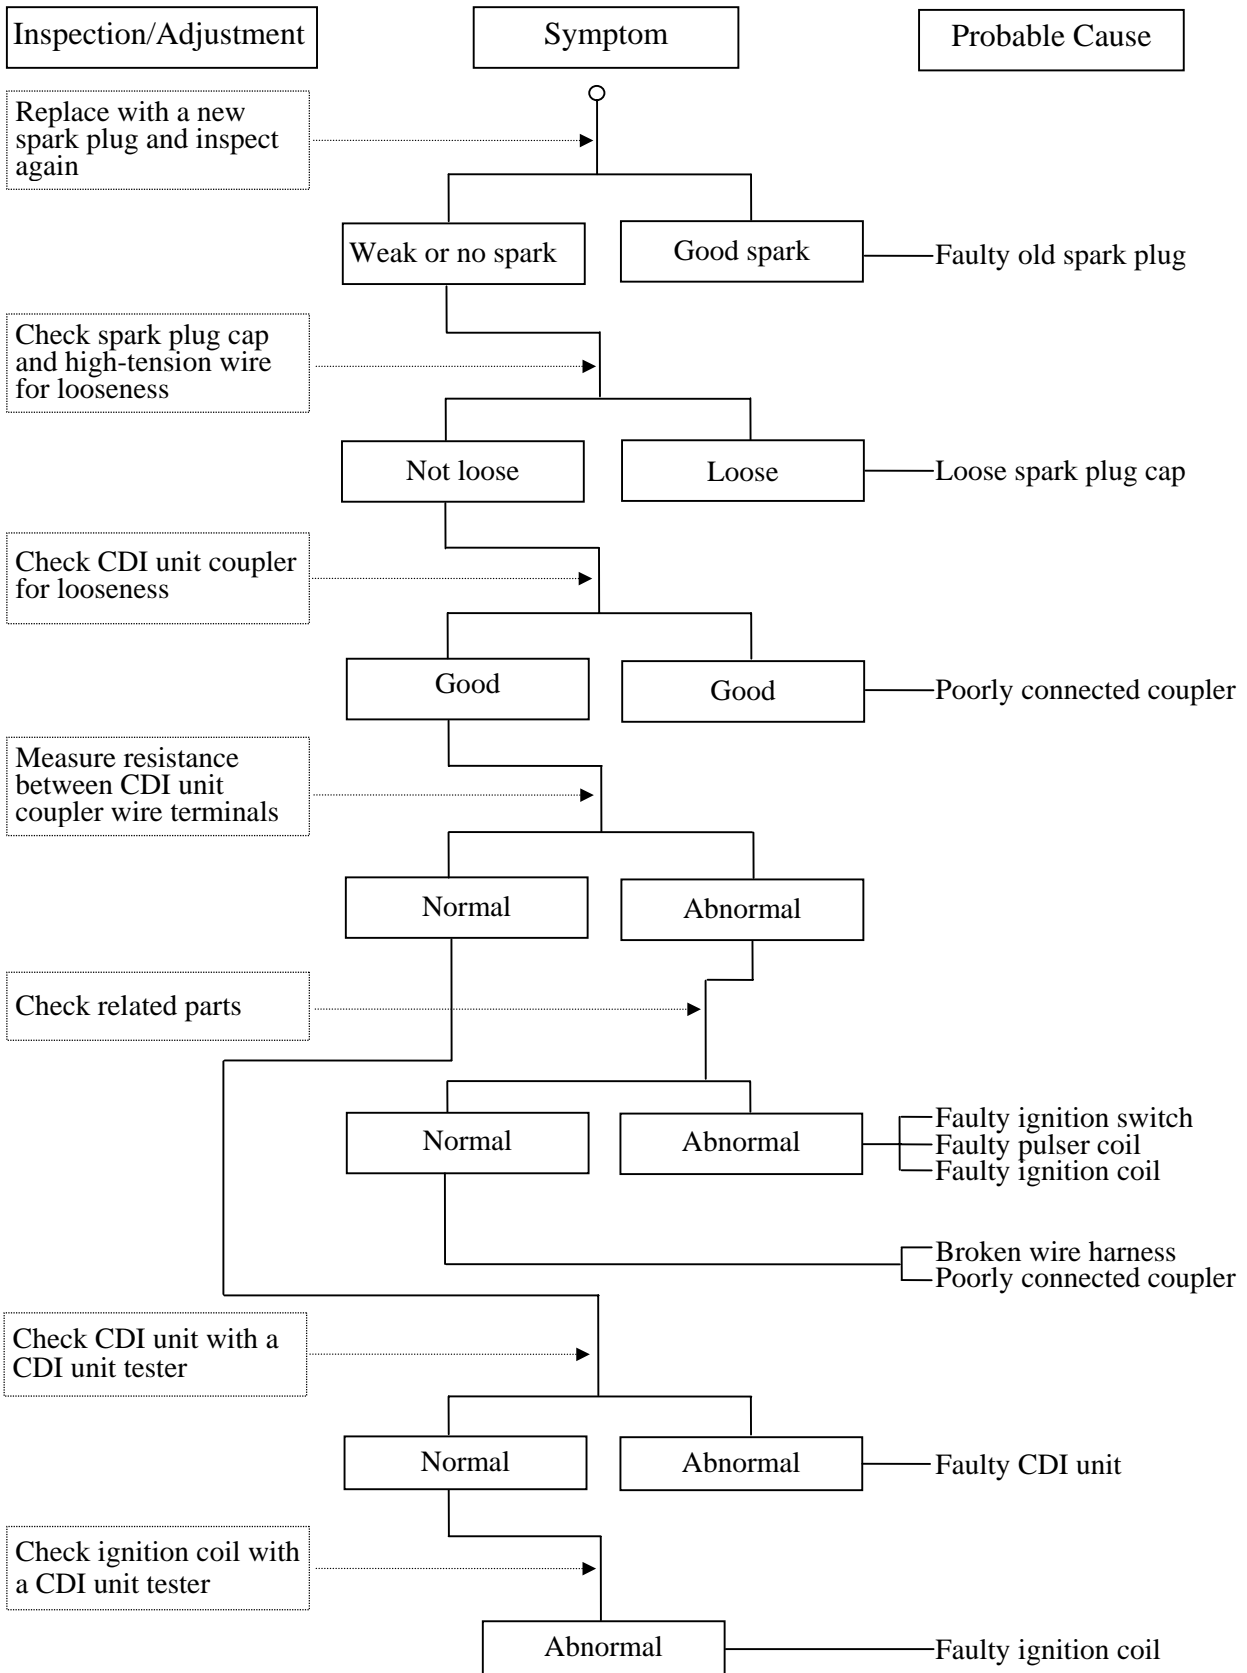 Inspection/Adjustment
Symptom
Probable Cause
Replace with a new
spark plug and inspect
again
Weak or no spark
Good spark
Faulty old spark plug
Check spark plug cap
and high-tension wire
for looseness
Not loose
Loose
Loose spark plug cap
Check CDI unit coupler
for looseness
Good
Good
Poorly connected coupler
Measure resistance
between CDI unit
coupler wire terminals
Normal
Abnormal
Check related parts
Normal
Abnormal
Faulty ignition switch
Faulty pulser coil
Faulty ignition coil
Broken wire harness
Poorly connected coupler
Check CDI unit with a
CDI unit tester
Normal
Abnormal
Faulty CDI unit
Check ignition coil with
a CDI unit tester
Abnormal
Faulty ignition coil